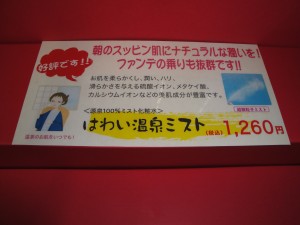 好評です!!
朝のスッピン肌にナチュラルな潤いを!
ファンデの乗りも抜群です!!
お肌を柔らかくし、潤い、ハリ、
滑らかさを与える硫酸イオン、メタケイ酸、
カルシウムイオンなどの美肌成分が豊富です。
<温泉100%ミスト化粧水>
はわい温泉ミスト(税込)1,260円